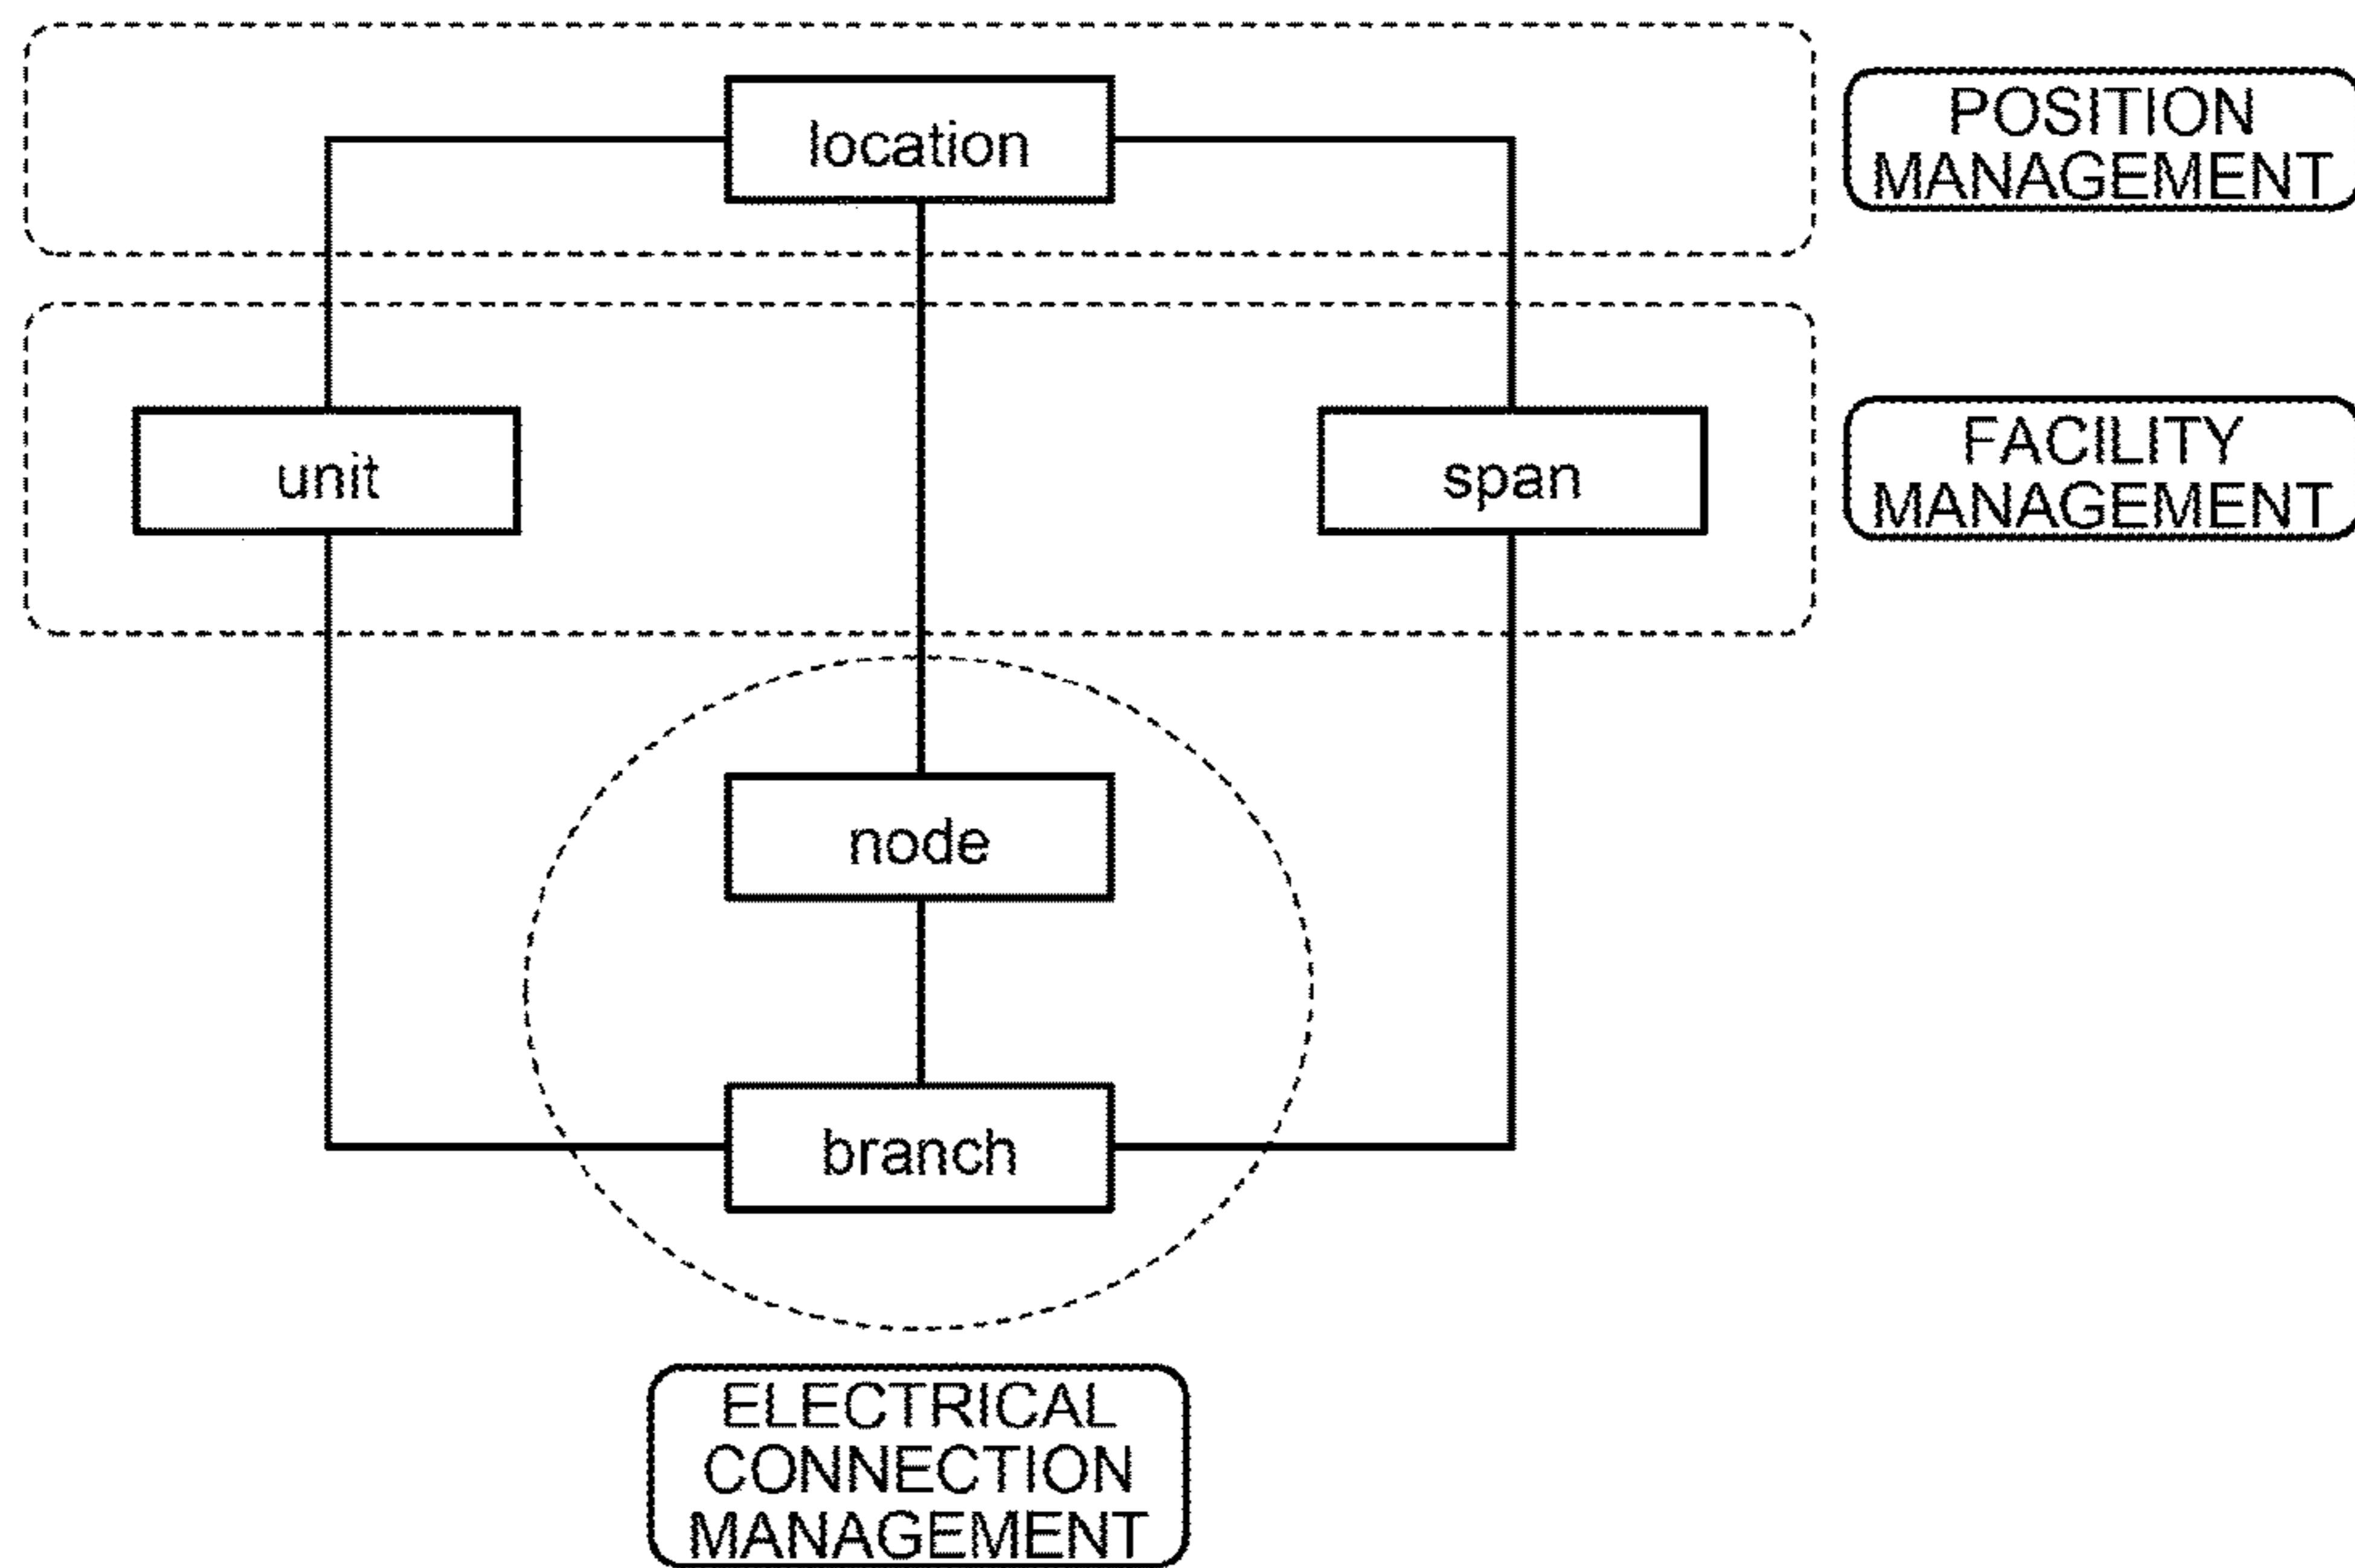 location
POSITION
MANAGEMENT
unit
span
FACILITY
MANAGEMENT
node
branch
ELECTRICAL
CONNECTION
MANAGEMENT